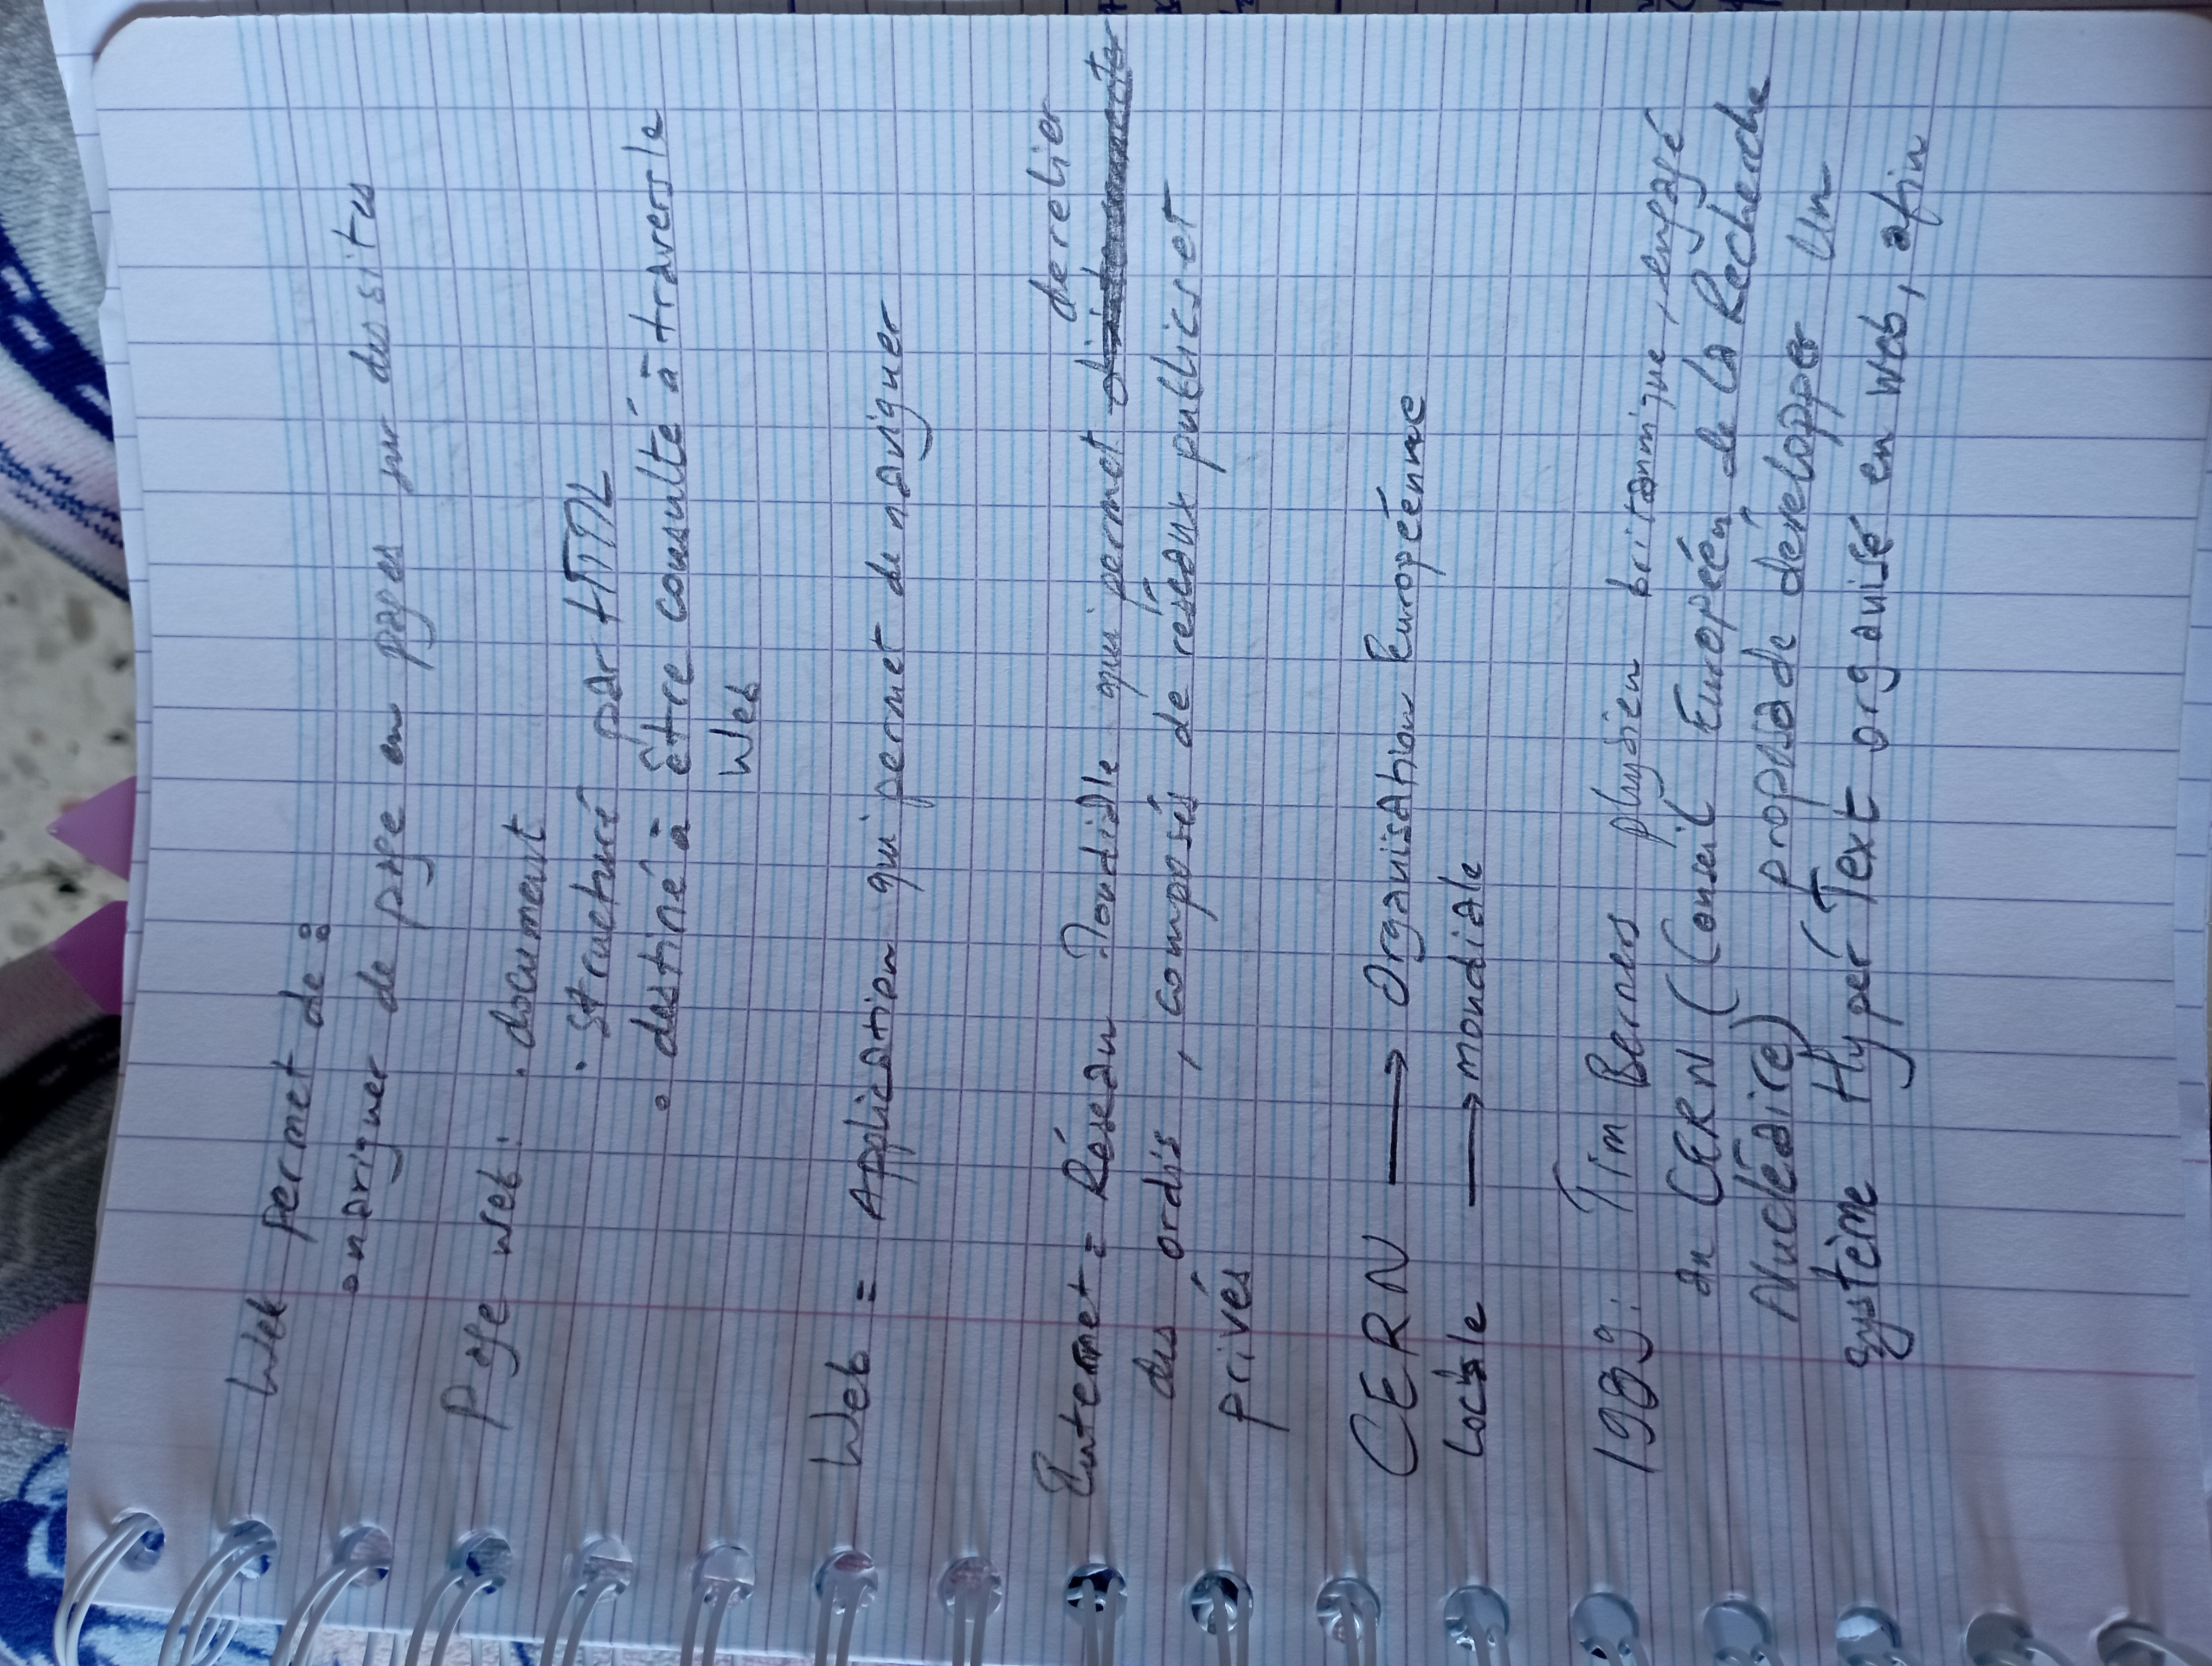 Web permet de :
• naviguer de page en pages sur des sites
Page web : . document
. structuré par HTML
• destiné à être consulté à travers le
Web
Web = Application qui permet de naviguer
de relier
Internet = Réseau Mondiale qui permet d'interconnecter
des ordis, composés de réseaux publics et
privés
CERN → Organisation Européenne
Locale → mondiale
1989 : Tim Berners physien britannique, engagé
au CERN (Conseil Européen de la Recherche
Nucléaire) proposa de développer un
système HyperText organisé en web, afin